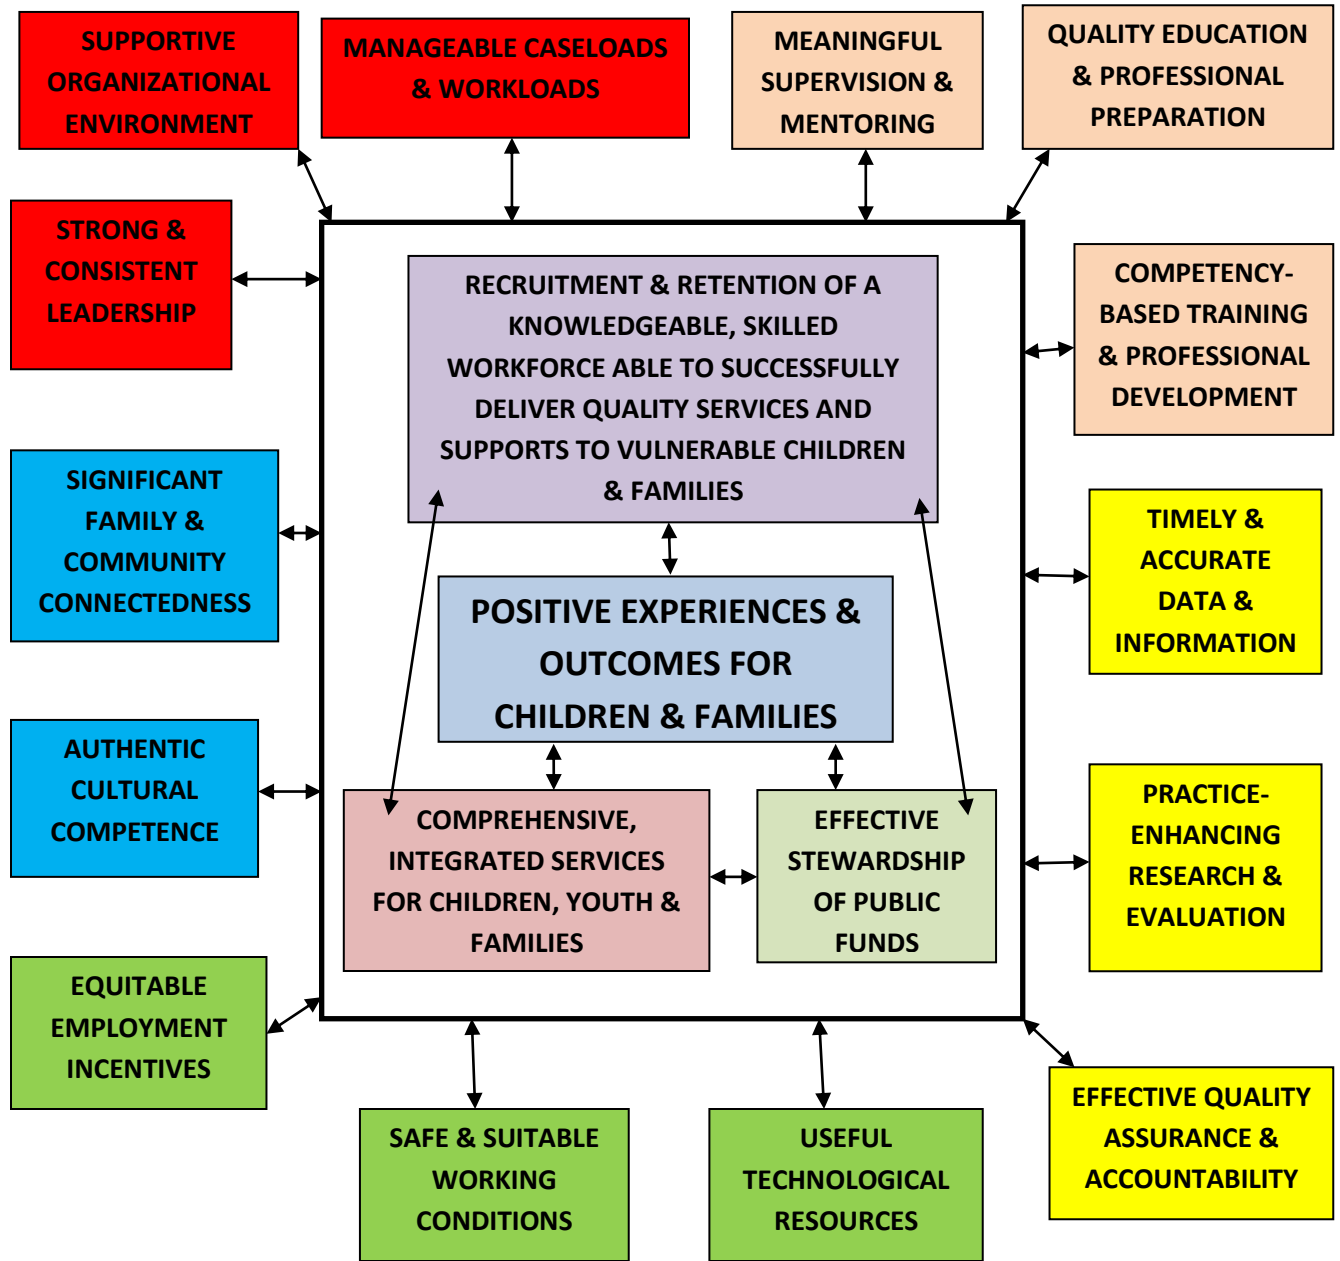 SUPPORTIVE
ORGANIZATIONAL
ENVIRONMENT
MANAGEABLE CASELOADS
& WORKLOADS
MEANINGFUL
SUPERVISION &
MENTORING
QUALITY EDUCATION
& PROFESSIONAL
PREPARATION
STRONG &
CONSISTENT
LEADERSHIP
RECRUITMENT & RETENTION OF A
KNOWLEDGEABLE, SKILLED
WORKFORCE ABLE TO SUCCESSFULLY
DELIVER QUALITY SERVICES AND
SUPPORTS TO VULNERABLE CHILDREN
& FAMILIES
COMPETENCY-
BASED TRAINING
& PROFESSIONAL
DEVELOPMENT
SIGNIFICANT
FAMILY &
COMMUNITY
CONNECTEDNESS
POSITIVE EXPERIENCES &
OUTCOMES FOR
CHILDREN & FAMILIES
TIMELY &
ACCURATE
DATA &
INFORMATION
AUTHENTIC
CULTURAL
COMPETENCE
COMPREHENSIVE,
INTEGRATED SERVICES
FOR CHILDREN, YOUTH &
FAMILIES
EFFECTIVE
STEWARDSHIP
OF PUBLIC
FUNDS
PRACTICE-
ENHANCING
RESEARCH &
EVALUATION
EQUITABLE
EMPLOYMENT
INCENTIVES
SAFE & SUITABLE
WORKING
CONDITIONS
USEFUL
TECHNOLOGICAL
RESOURCES
EFFECTIVE QUALITY
ASSURANCE &
ACCOUNTABILITY